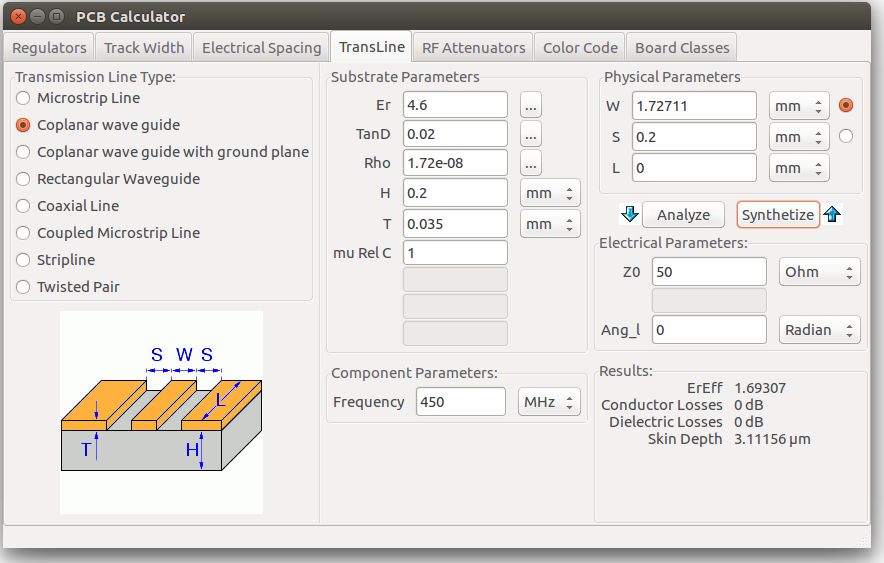 PCB Calculator
Regulators Track Width Electrical Spacing TransLine RF Attenuators Color Code Board Classes
Transmission Line Type:
Microstrip Line
Coplanar wave guide
Coplanar wave guide with ground plane
Rectangular Waveguide
Coaxial Line
Coupled Microstrip Line
Stripline
Twisted Pair
S W S
L
T
H
Substrate Parameters
Er 4.6 ...
TanD 0.02 ...
Rho 1.72e-08 ...
H 0.2 mm
T 0.035 mm
mu Rel C 1
Component Parameters:
Frequency 450 MHz
Physical Parameters
W 1.72711 mm
S 0.2 mm
L 0 mm
Analyze Synthetize
Electrical Parameters:
Z0 50 Ohm
Ang_l 0 Radian
Results:
ErEff 1.69307
Conductor Losses 0 dB
Dielectric Losses 0 dB
Skin Depth 3.11156 µm